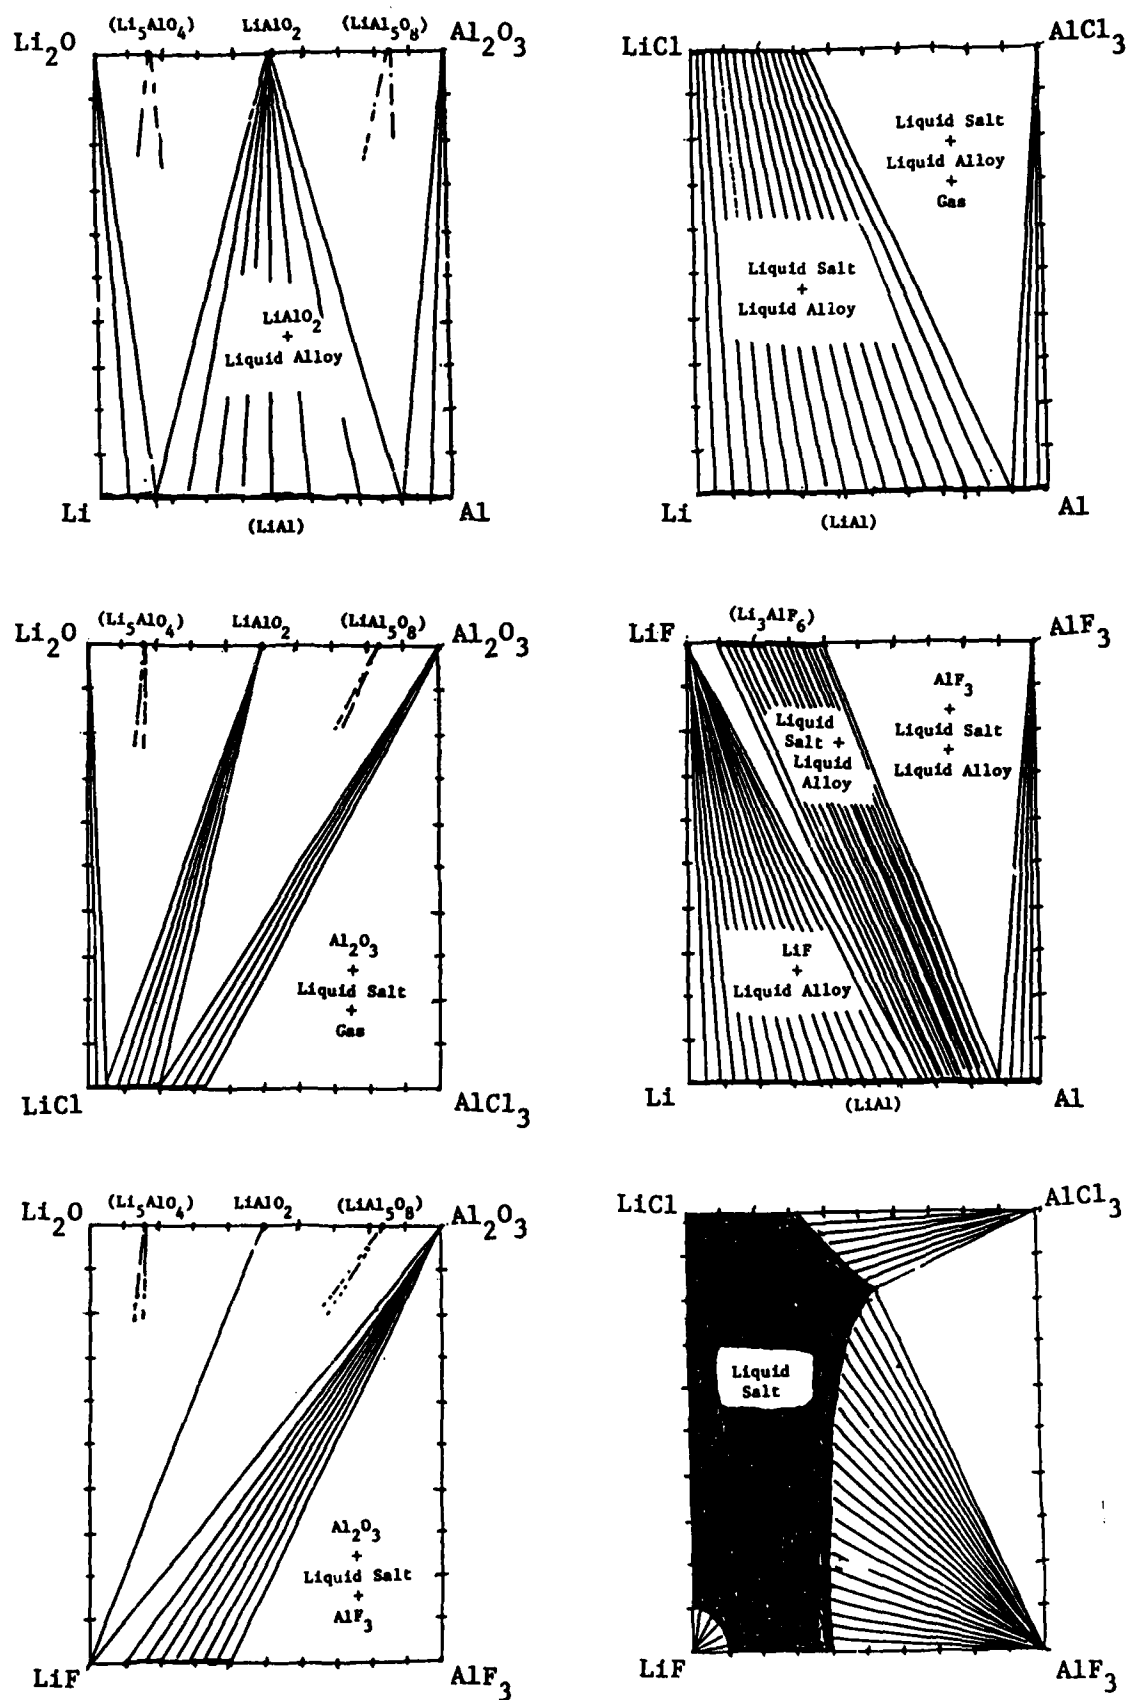 Li2O (Li5AlO4) LiAlO2 (LiAl5O8) Al2O3
LiAlO2
+
Liquid Alloy
Li (LiAl) Al
LiCl AlCl3
Liquid Salt
+
Liquid Alloy
+
Gas
Liquid Salt
+
Liquid Alloy
Li (LiAl) Al
Li2O (Li5AlO4) LiAlO2 (LiAl5O8) Al2O3
Al2O3
+
Liquid Salt
+
Gas
LiCl AlCl3
LiF (Li3AlF6) AlF3
AlF3
+
Liquid Salt
+
Liquid Alloy
Liquid
Salt +
Liquid
Alloy
LiF
+
Liquid Alloy
Li (LiAl) Al
Li2O (Li5AlO4) LiAlO2 (LiAl5O8) Al2O3
Al2O3
+
Liquid Salt
+
AlF3
LiF AlF3
LiCl AlCl3
Liquid
Salt
LiF AlF3